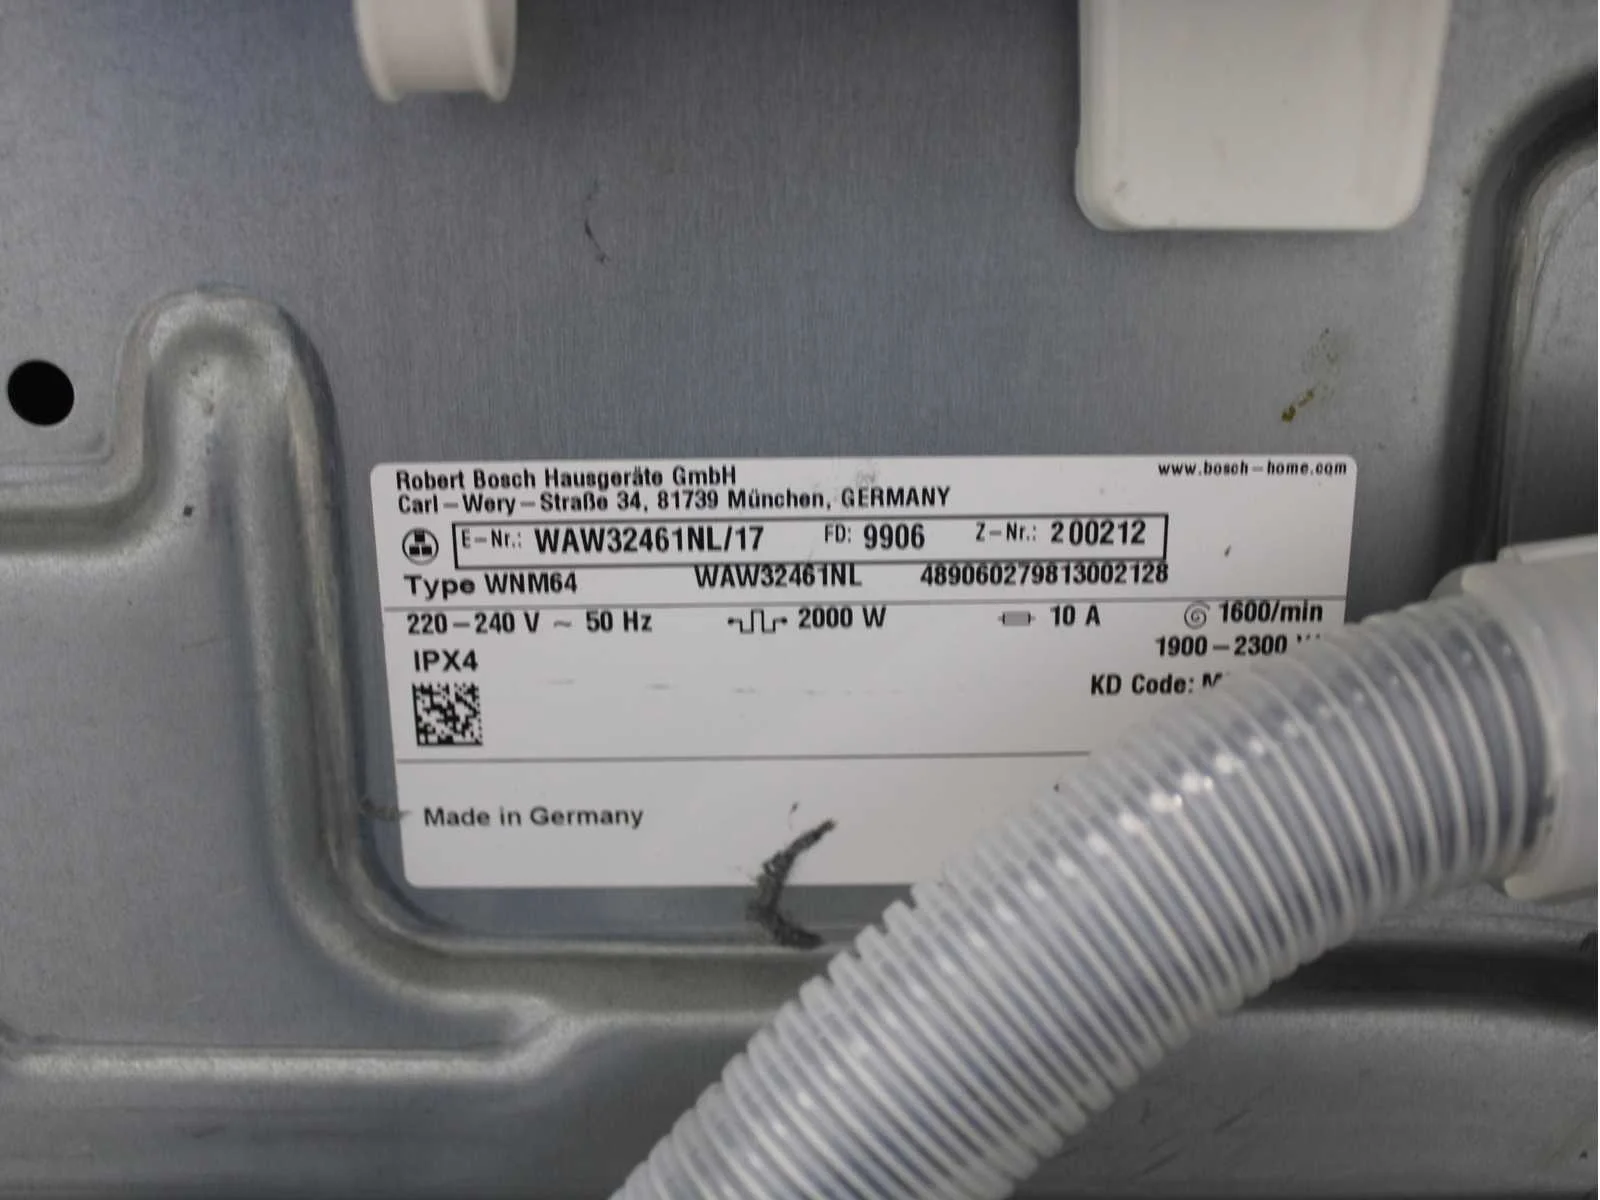 Robert Bosch Hausgeräte GmbH www.bosch-home.com
Carl-Wery-Straße 34, 81739 München, GERMANY
E-Nr.: WAW32461NL/17 FD: 9906 Z-Nr.: 200212
Type WNM64 WAW32461NL 489060279813002128
220-240 V ~ 50 Hz 2000 W 10 A 1600/min
IPX4 1900-2300
KD Code:
Made in Germany